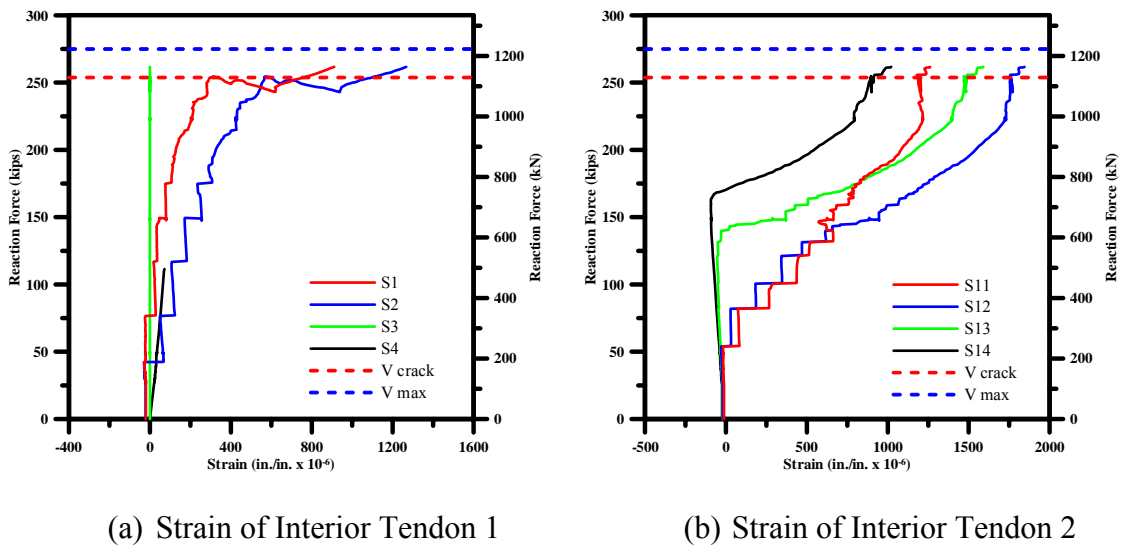 300
250
200
150
100
50
0
Reaction Force (kips)
1200
1000
800
600
400
200
0
Reaction Force (kN)
S1
S2
S3
S4
V crack
V max
-400 0 400 800 1200 1600
Strain (in./in. x 10-6)
(a) Strain of Interior Tendon 1
300
250
200
150
100
50
0
Reaction Force (kips)
1200
1000
800
600
400
200
0
Reaction Force (kN)
S11
S12
S13
S14
V crack
V max
-500 0 500 1000 1500 2000
Strain (in./in. x 10-6)
(b) Strain of Interior Tendon 2